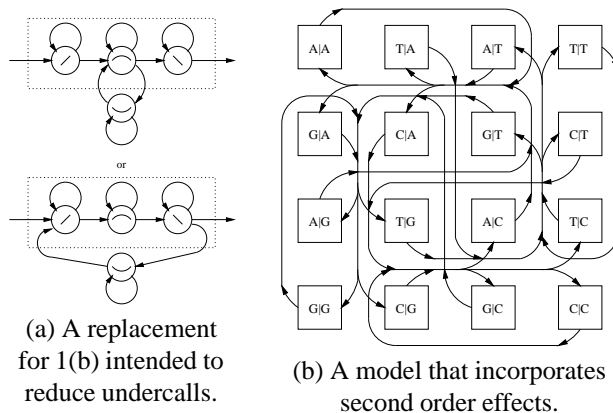 or
(a) A replacement
for 1(b) intended to
reduce undercalls.
A|A T|A A|T T|T
G|A C|A G|T C|T
A|G T|G A|C T|C
G|G C|G G|C C|C
(b) A model that incorporates
second order effects.